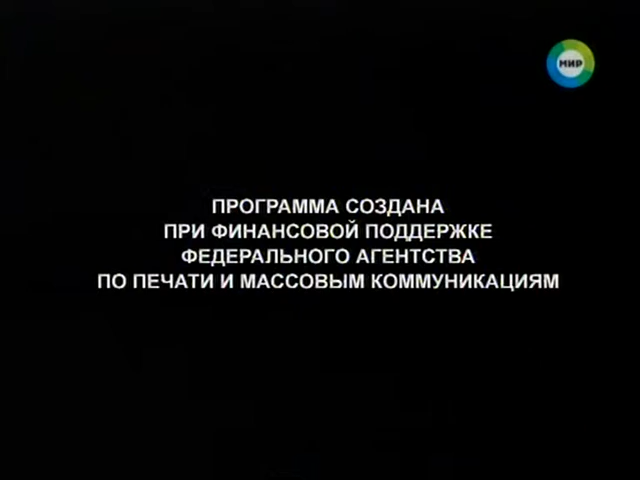 МИР
ПРОГРАММА СОЗДАНА
ПРИ ФИНАНСОВОЙ ПОДДЕРЖКЕ
ФЕДЕРАЛЬНОГО АГЕНТСТВА
ПО ПЕЧАТИ И МАССОВЫМ КОММУНИКАЦИЯМ